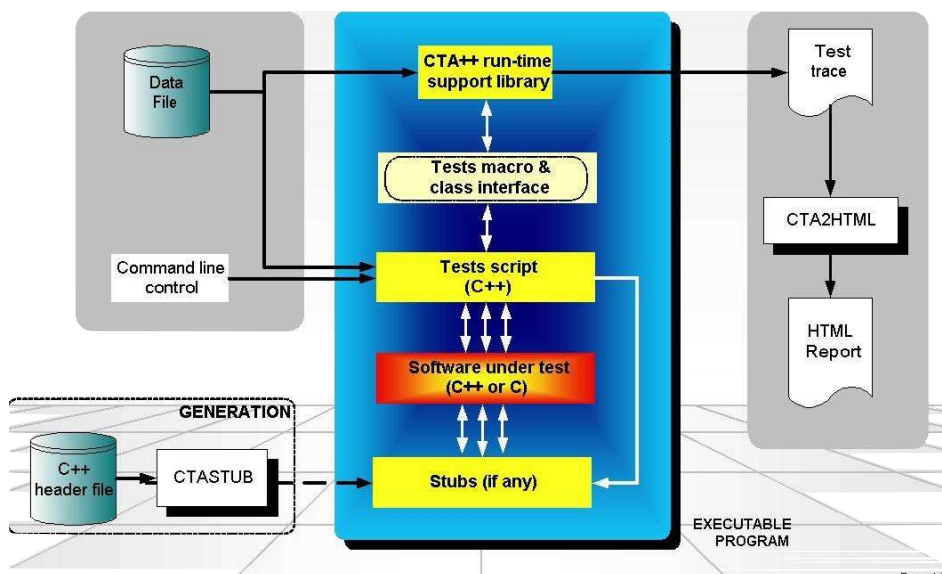 Data
File
CTA++ run-time
support library
Test
trace
Tests macro &
class interface
CTA2HTML
Command line
control
Tests script
(C++)
HTML
Report
Software under test
(C++ or C)
GENERATION
C++
header file
CTASTUB
Stubs (if any)
EXECUTABLE
PROGRAM